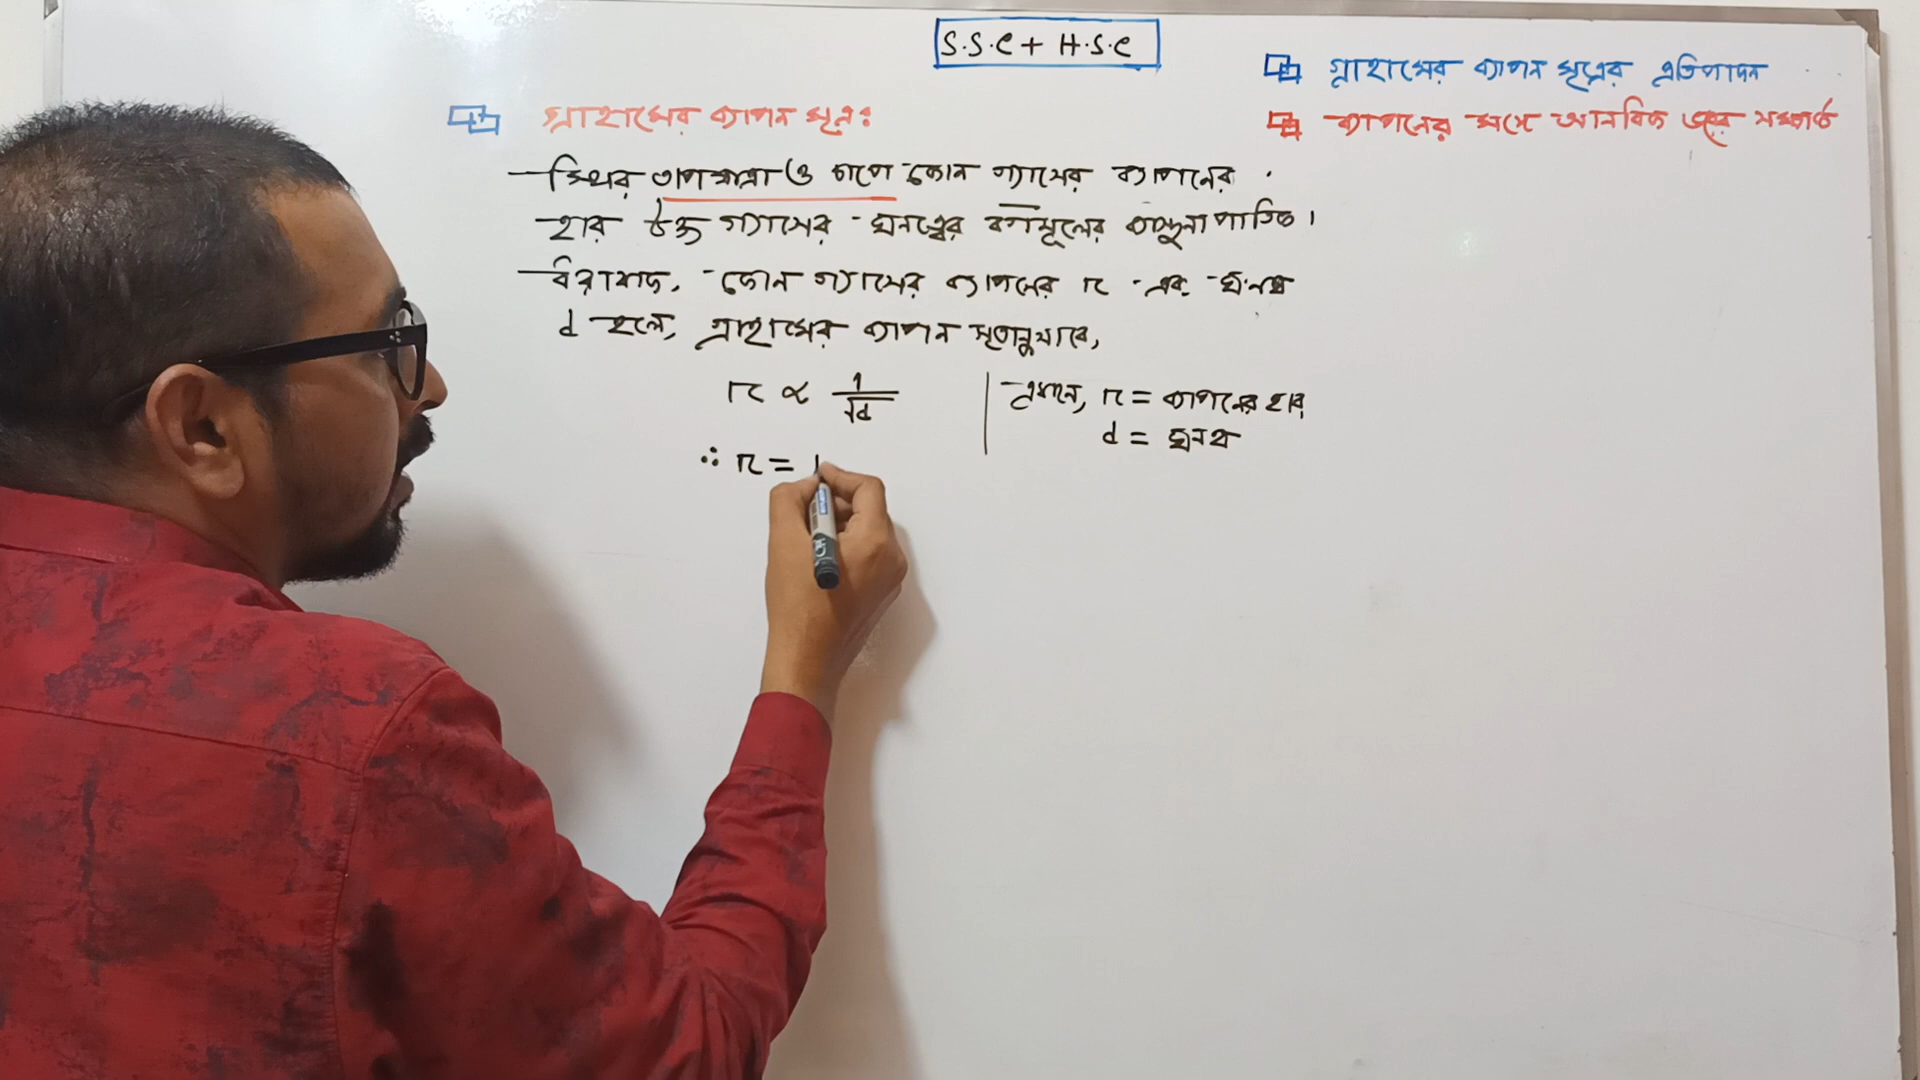 S.S.C + H.S.C
গ্রাহামের ব্যাপন সূত্রের প্রতিপাদন
ব্যাপনের সঙ্গে আনবিক ভরের সম্পর্ক
গ্রাহামের ব্যাপন সূত্রঃ
স্থির তাপমাত্রা ও চাপে কোন গ্যাসের ব্যাপনের
হার উক্ত গ্যাসের ঘনত্বের বর্গমূলের ব্যস্তানুপাতিক।
কোন গ্যাসের ব্যাপনের r এবং ঘনত্ব
d হলে, গ্রাহামের ব্যাপন সূত্রানুসারে,
r ∝ 1/√d
এখানে, r = ব্যাপনের হার
d = ঘনত্ব
∴ r =